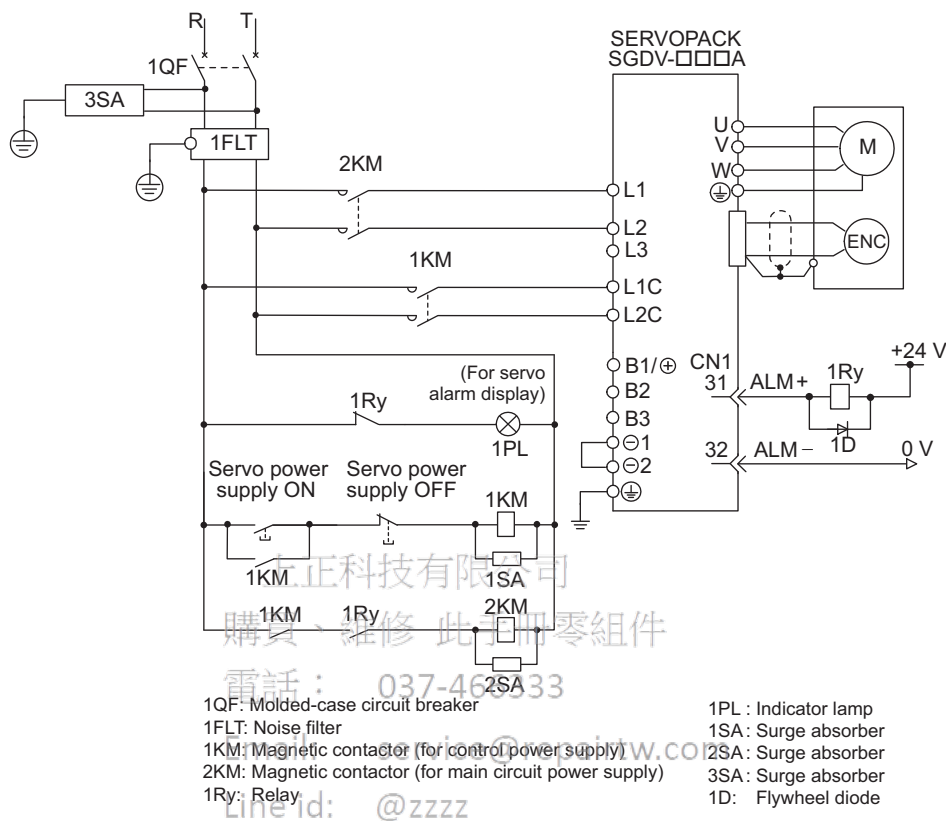 R T
1QF
3SA
1FLT
2KM
1KM
SERVOPACK
SGDV-□□□A
U
V
W
M
ENC
L1
L2
L3
L1C
L2C
B1/⊕
B2
B3
⊖1
⊖2
CN1
31 ALM+
32 ALM−
1Ry
1D
+24 V
0 V
(For servo
alarm display)
1Ry
1PL
Servo power
supply ON
Servo power
supply OFF
1KM
1KM
1SA
1KM
1Ry
2KM
2SA
上正科技有限公司
購買、維修 此手冊零組件
電話： 037-466333
Email: service@repairtw.com
Line id: @zzzz
1QF: Molded-case circuit breaker
1FLT: Noise filter
1KM: Magnetic contactor (for control power supply)
2KM: Magnetic contactor (for main circuit power supply)
1Ry: Relay
1PL : Indicator lamp
1SA : Surge absorber
2SA : Surge absorber
3SA : Surge absorber
1D: Flywheel diode